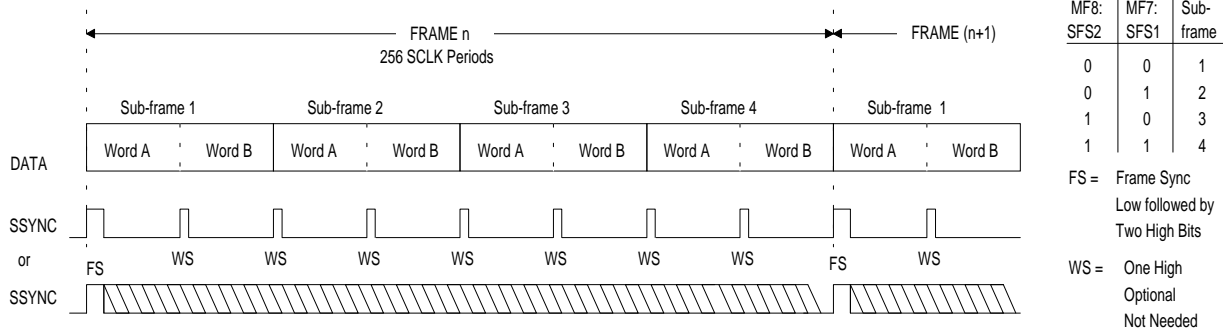 FRAME n
256 SCLK Periods
FRAME (n+1)
Sub-frame 1 Sub-frame 2 Sub-frame 3 Sub-frame 4 Sub-frame 1
DATA Word A Word B Word A Word B Word A Word B Word A Word B Word A Word B
SSYNC
or FS WS WS WS WS WS WS WS FS WS
SSYNC
MF8: MF7: Sub-
SFS2 SFS1 frame
0 0 1
0 1 2
1 0 3
1 1 4
FS = Frame Sync
Low followed by
Two High Bits
WS = One High
Optional
Not Needed